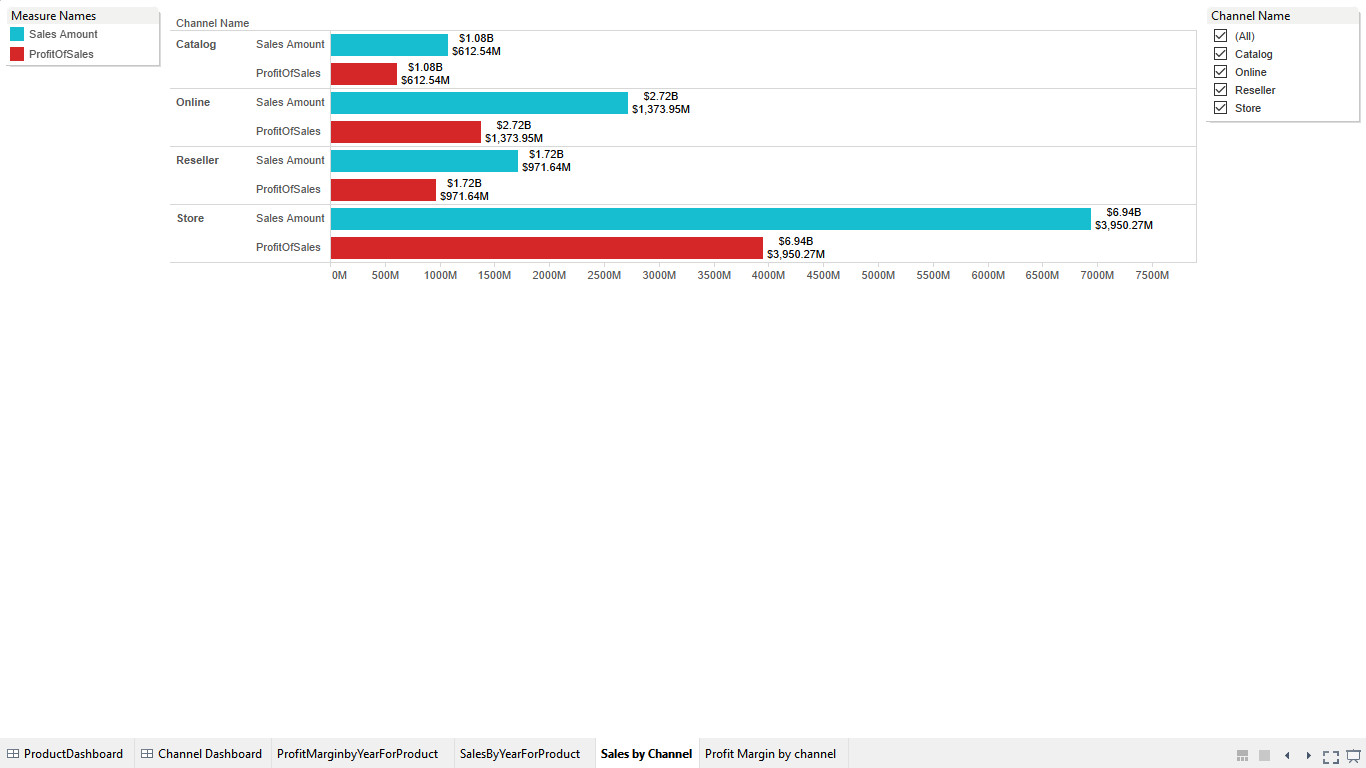 Measure Names
Sales Amount
ProfitOfSales
Channel Name
Catalog Sales Amount $1.08B
$612.54M
ProfitOfSales $1.08B
$612.54M
Online Sales Amount $2.72B
$1,373.95M
ProfitOfSales $2.72B
$1,373.95M
Reseller Sales Amount $1.72B
$971.64M
ProfitOfSales $1.72B
$971.64M
Store Sales Amount $6.94B
$3,950.27M
ProfitOfSales $6.94B
$3,950.27M
0M 500M 1000M 1500M 2000M 2500M 3000M 3500M 4000M 4500M 5000M 5500M 6000M 6500M 7000M 7500M
Channel Name
(All)
Catalog
Online
Reseller
Store
ProductDashboard Channel Dashboard ProfitMarginbyYearForProduct SalesByYearForProduct Sales by Channel Profit Margin by channel